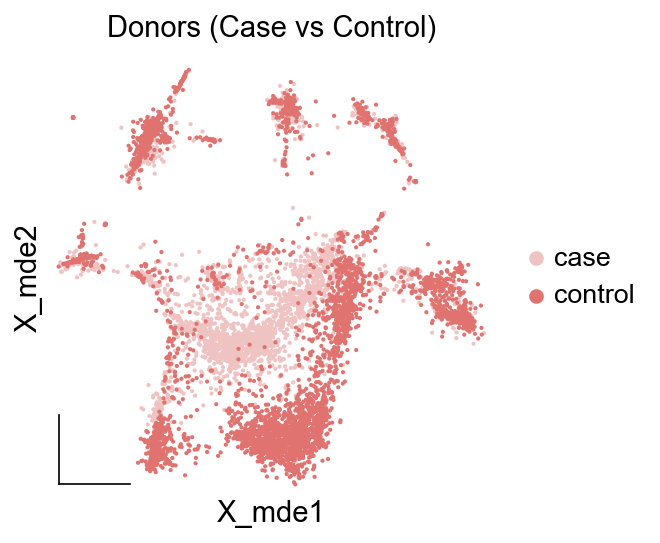 Donors (Case vs Control)
X_mde2
case
control
X_mde1